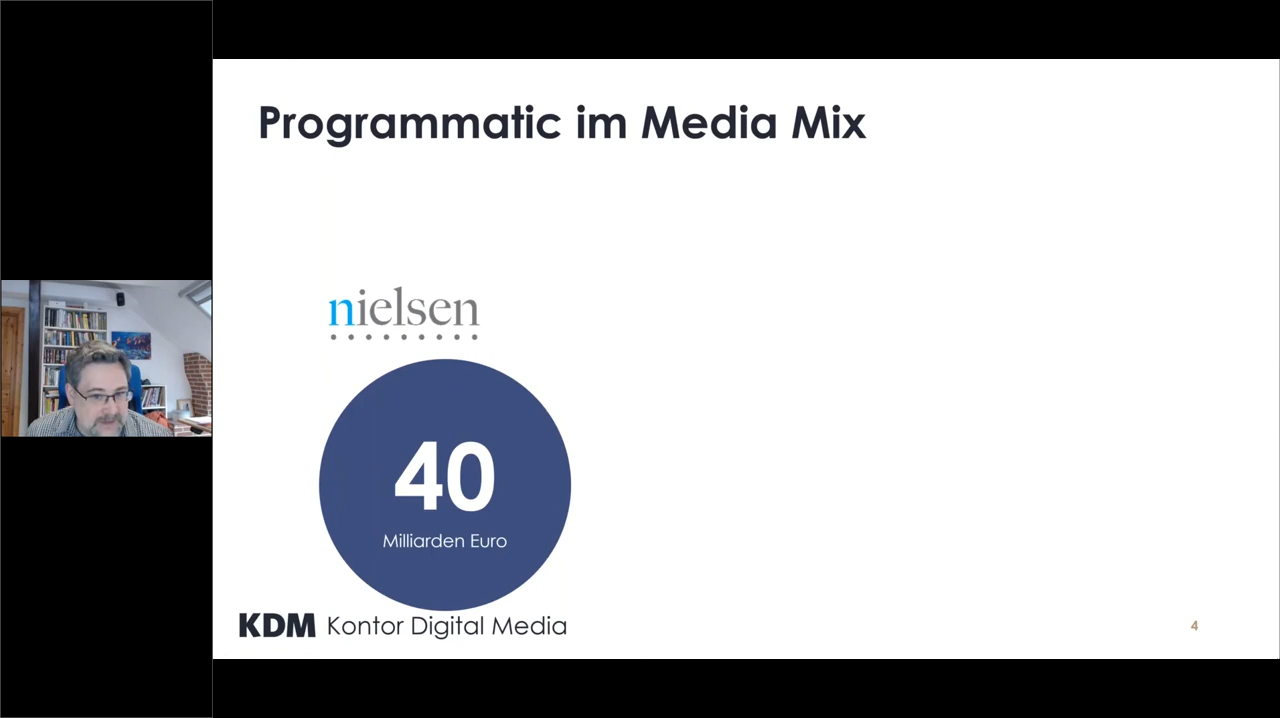 Programmatic im Media Mix
nielsen
40
Milliarden Euro
KDM Kontor Digital Media
4